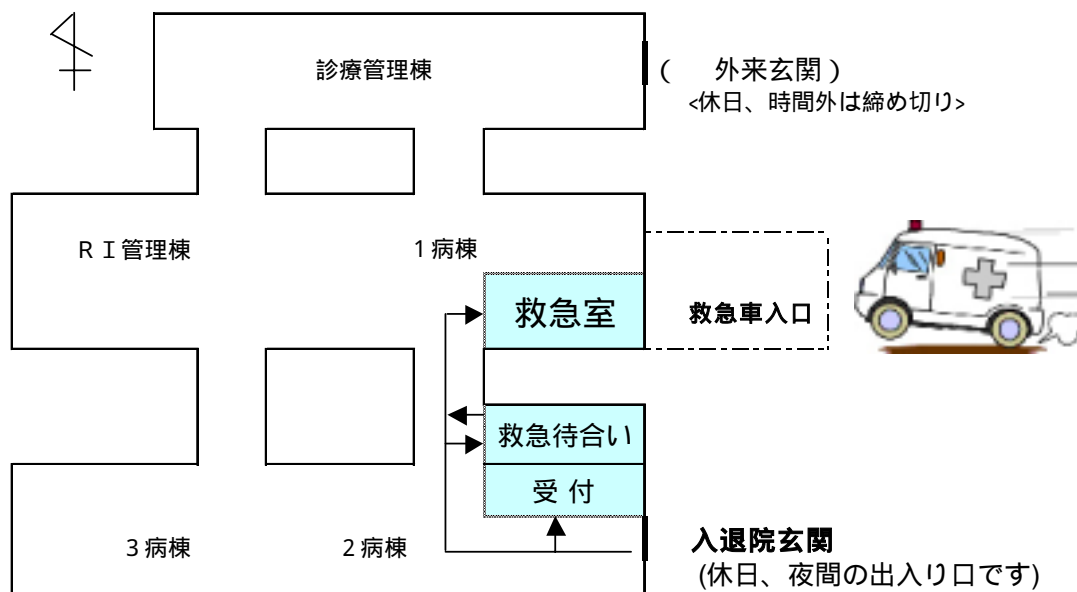 診療管理棟
( 外来玄関)
<休日、時間外は締め切り>
RI管理棟
1病棟
救急室
救急車入口
救急待合い
受付
3病棟
2病棟
入退院玄関
(休日、夜間の出入り口です)